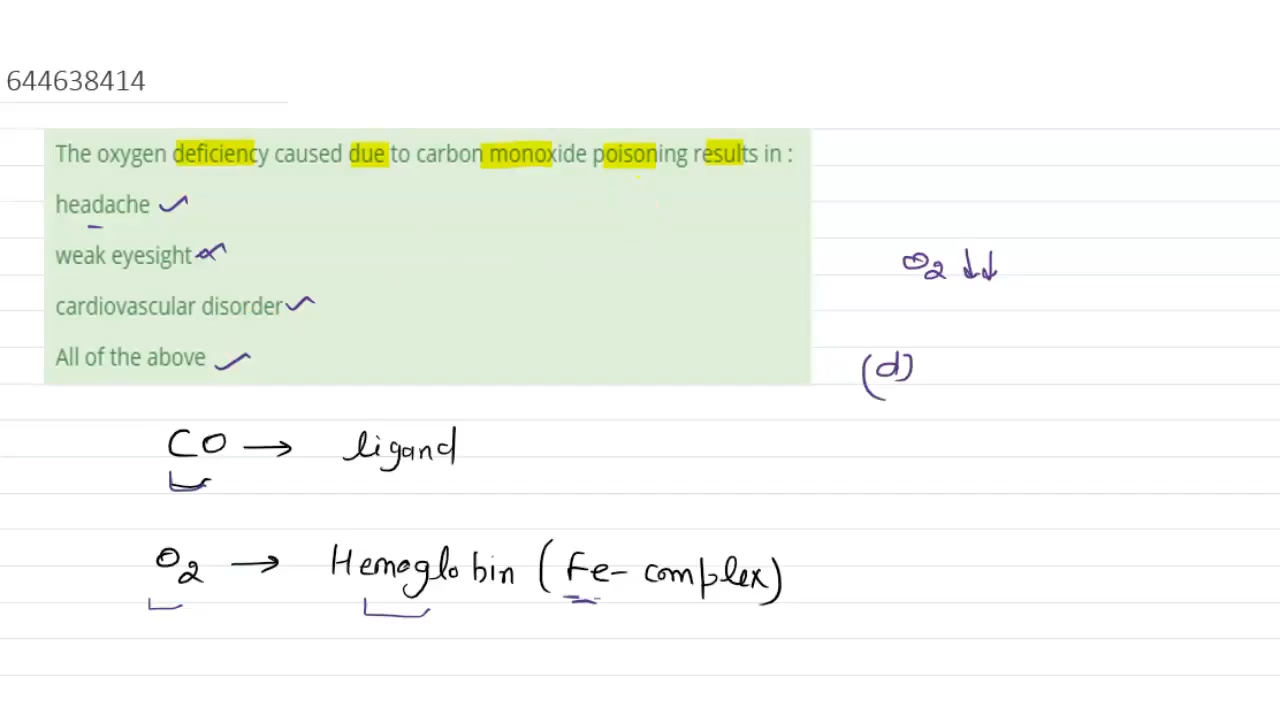 644638414
The oxygen deficiency caused due to carbon monoxide poisoning results in :
headache
weak eyesight
cardiovascular disorder
All of the above
O2 ↓↓
(d)
CO → ligand
O2 → Hemoglobin (Fe- complex)